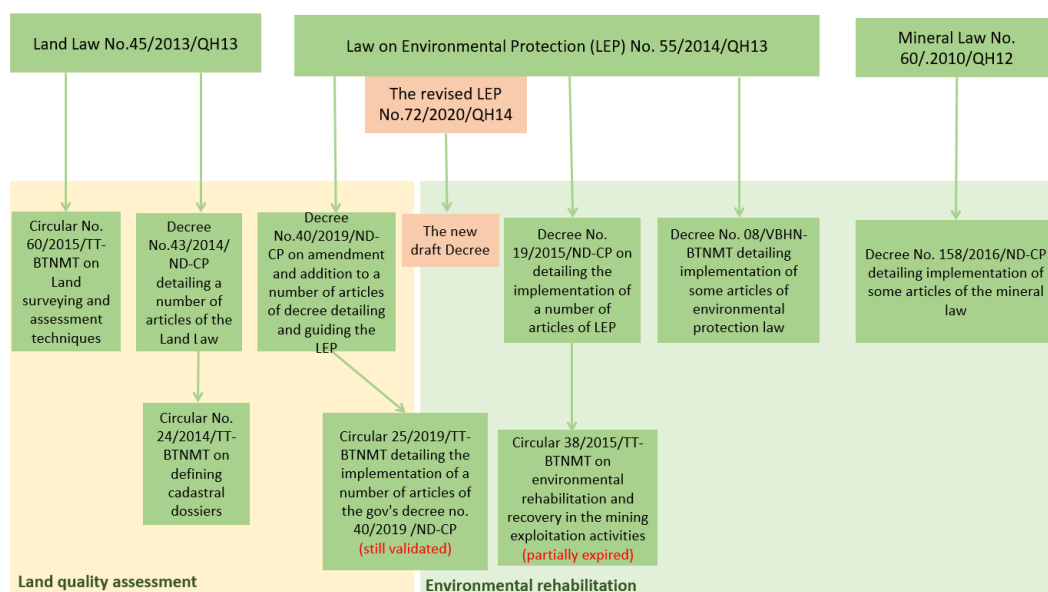 Land Law No.45/2013/QH13
Law on Environmental Protection (LEP) No. 55/2014/QH13
Mineral Law No.
60/.2010/QH12
The revised LEP
No.72/2020/QH14
Circular No.
60/2015/TT-
BTNMT on
Land
surveying and
assessment
techniques
Decree
No.43/2014/
ND-CP
detailing a
number of
articles of the
Land Law
Decree
No.40/2019/ND-
CP on amendment
and addition to a
number of articles
of decree detailing
and guiding the
LEP
The new
draft Decree
Decree No.
19/2015/ND-CP on
detailing the
implementation of
a number of
articles of LEP
Decree No. 08/VBHN-
BTNMT detailing
implementation of
some articles of
environmental
protection law
Decree No. 158/2016/ND-CP
detailing implementation of
some articles of the mineral
law
Circular No.
24/2014/TT-
BTNMT on
defining
cadastral
dossiers
Circular 25/2019/TT-
BTNMT detailing the
implementation of a
number of articles of
the gov's decree no.
40/2019 /ND-CP
(still validated)
Circular 38/2015/TT-
BTNMT on
environmental
rehabilitation and
recovery in the mining
exploitation activities
(partially expired)
Land quality assessment
Environmental rehabilitation